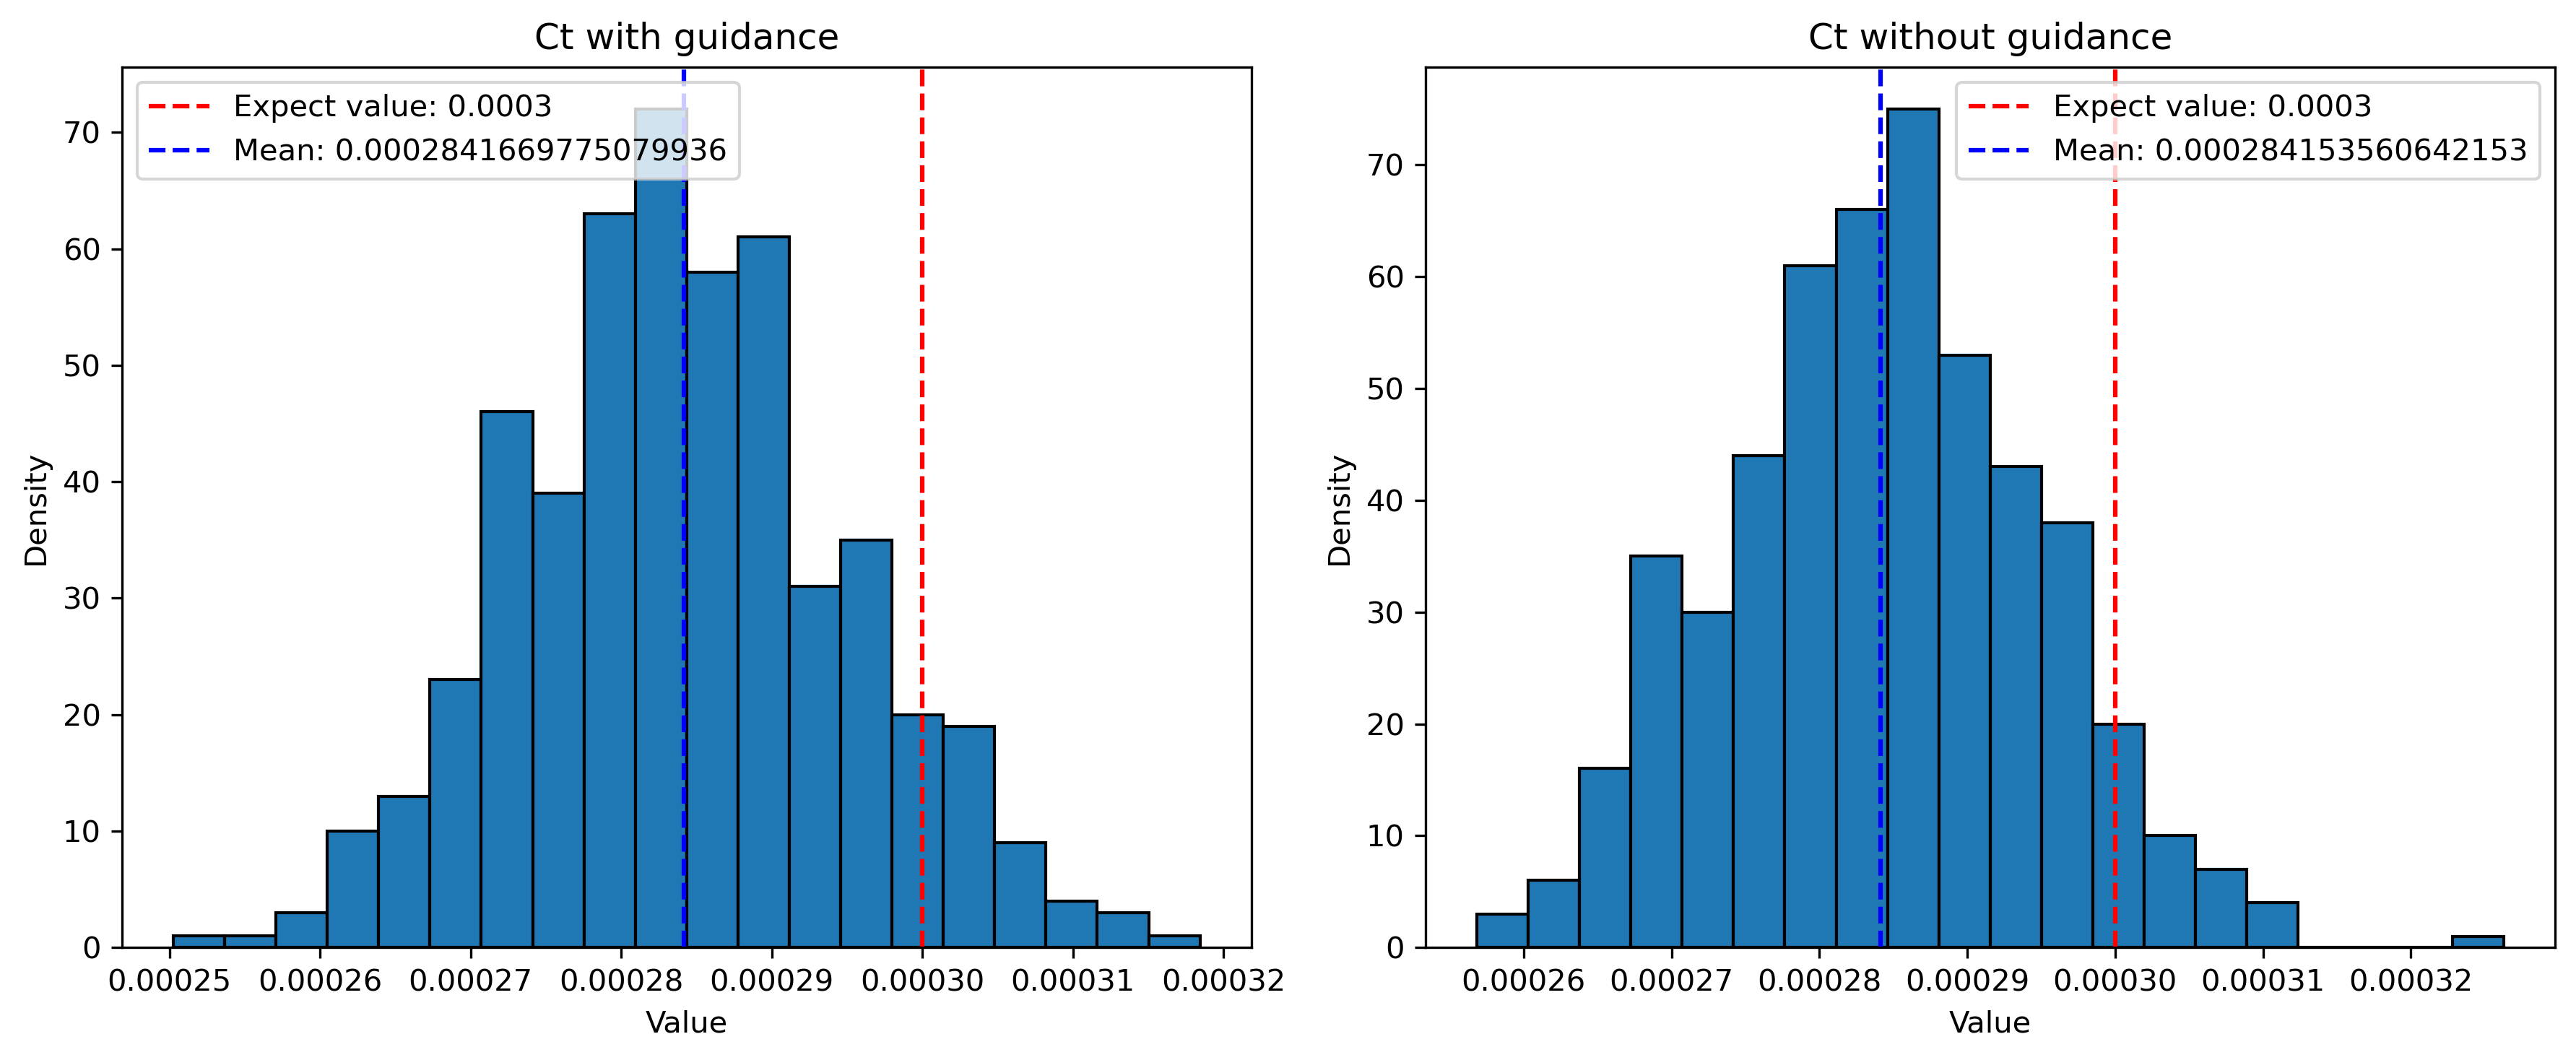 Ct with guidance
Expect value: 0.0003
Mean: 0.0002841669775079936
70
60
50
40
30
20
10
0
Density
0.00025 0.00026 0.00027 0.00028 0.00029 0.00030 0.00031 0.00032
Value
Ct without guidance
Expect value: 0.0003
Mean: 0.000284153560642153
70
60
50
40
30
20
10
0
Density
0.00026 0.00027 0.00028 0.00029 0.00030 0.00031 0.00032
Value